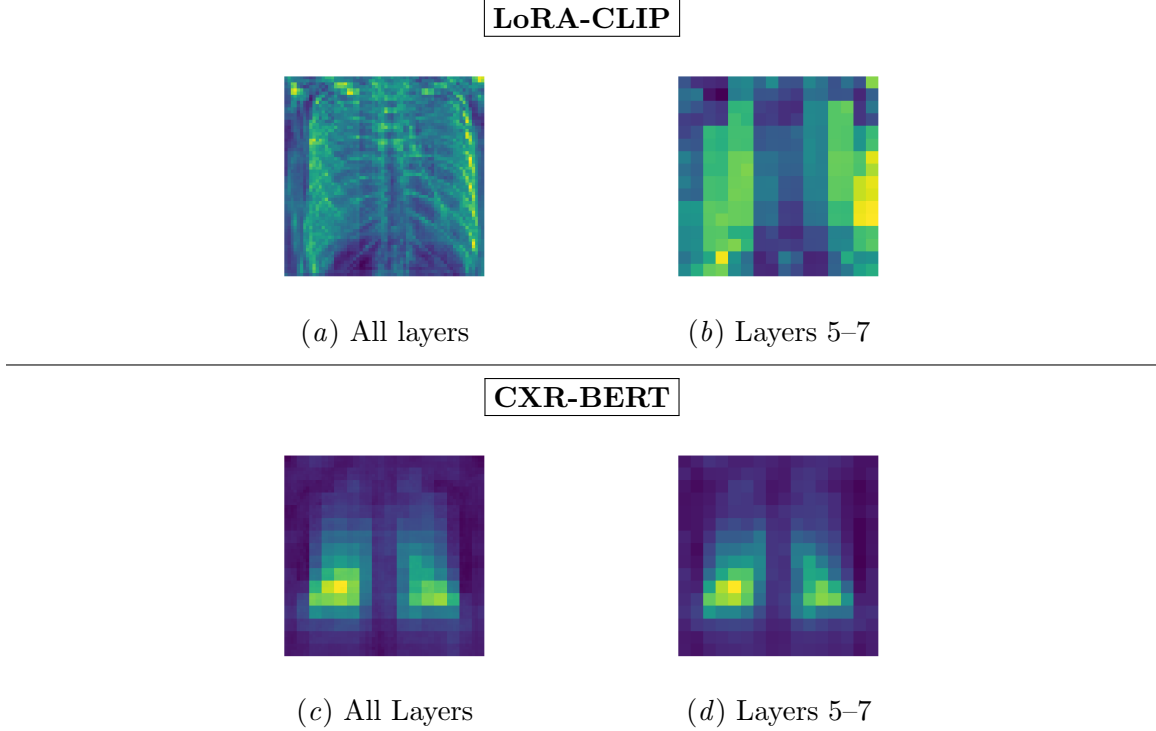 LoRA-CLIP
(a) All layers
(b) Layers 5–7
CXR-BERT
(c) All Layers
(d) Layers 5–7